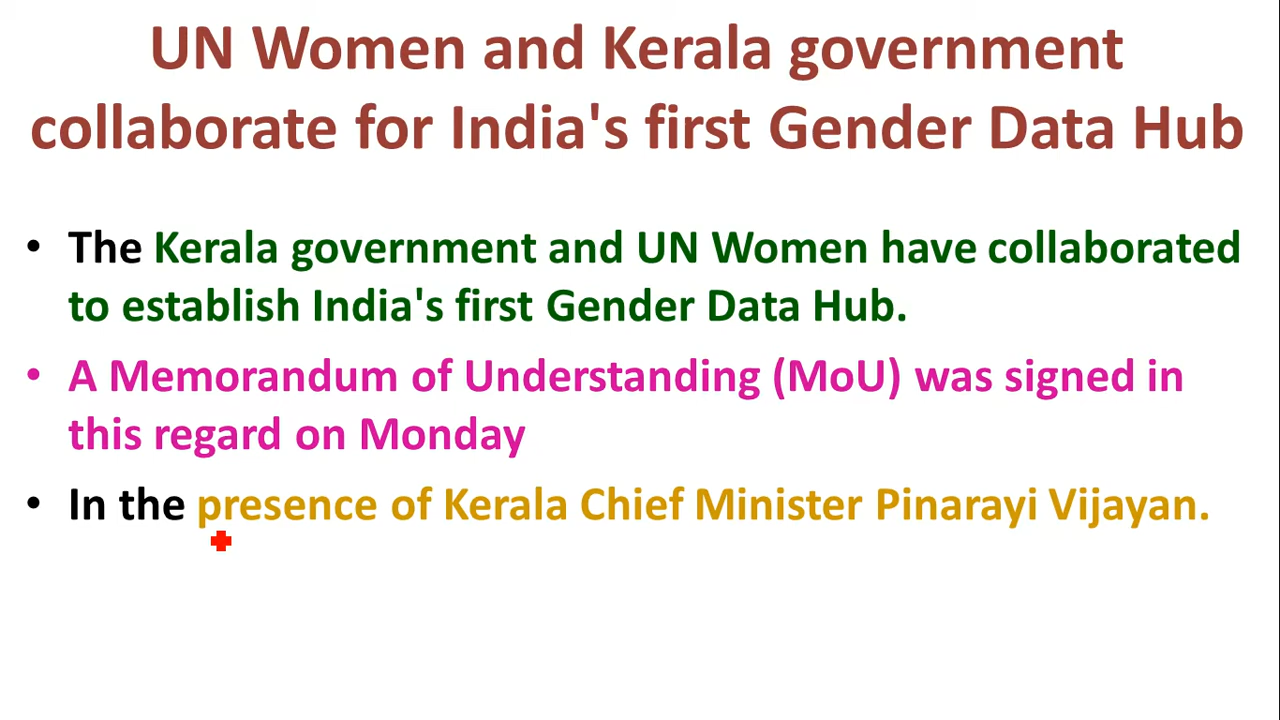 UN Women and Kerala government
collaborate for India's first Gender Data Hub
• The Kerala government and UN Women have collaborated
to establish India's first Gender Data Hub.
• A Memorandum of Understanding (MoU) was signed in
this regard on Monday
• In the presence of Kerala Chief Minister Pinarayi Vijayan.